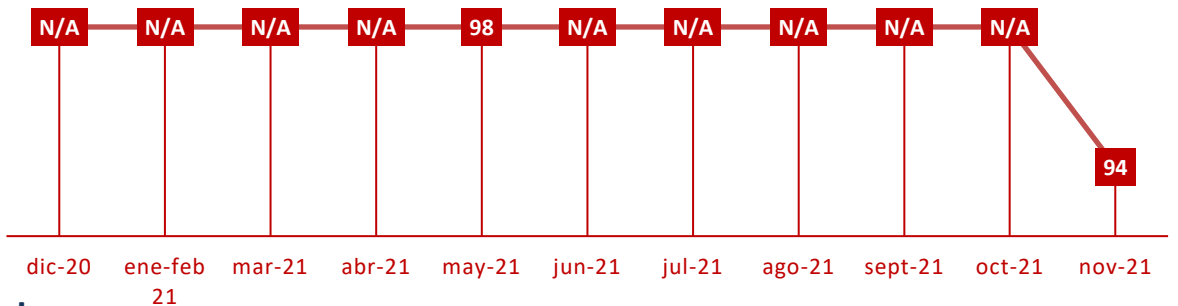 N/A N/A N/A N/A 98 N/A N/A N/A N/A N/A
94
dic-20 ene-feb mar-21 abr-21 may-21 jun-21 jul-21 ago-21 sept-21 oct-21 nov-21
21